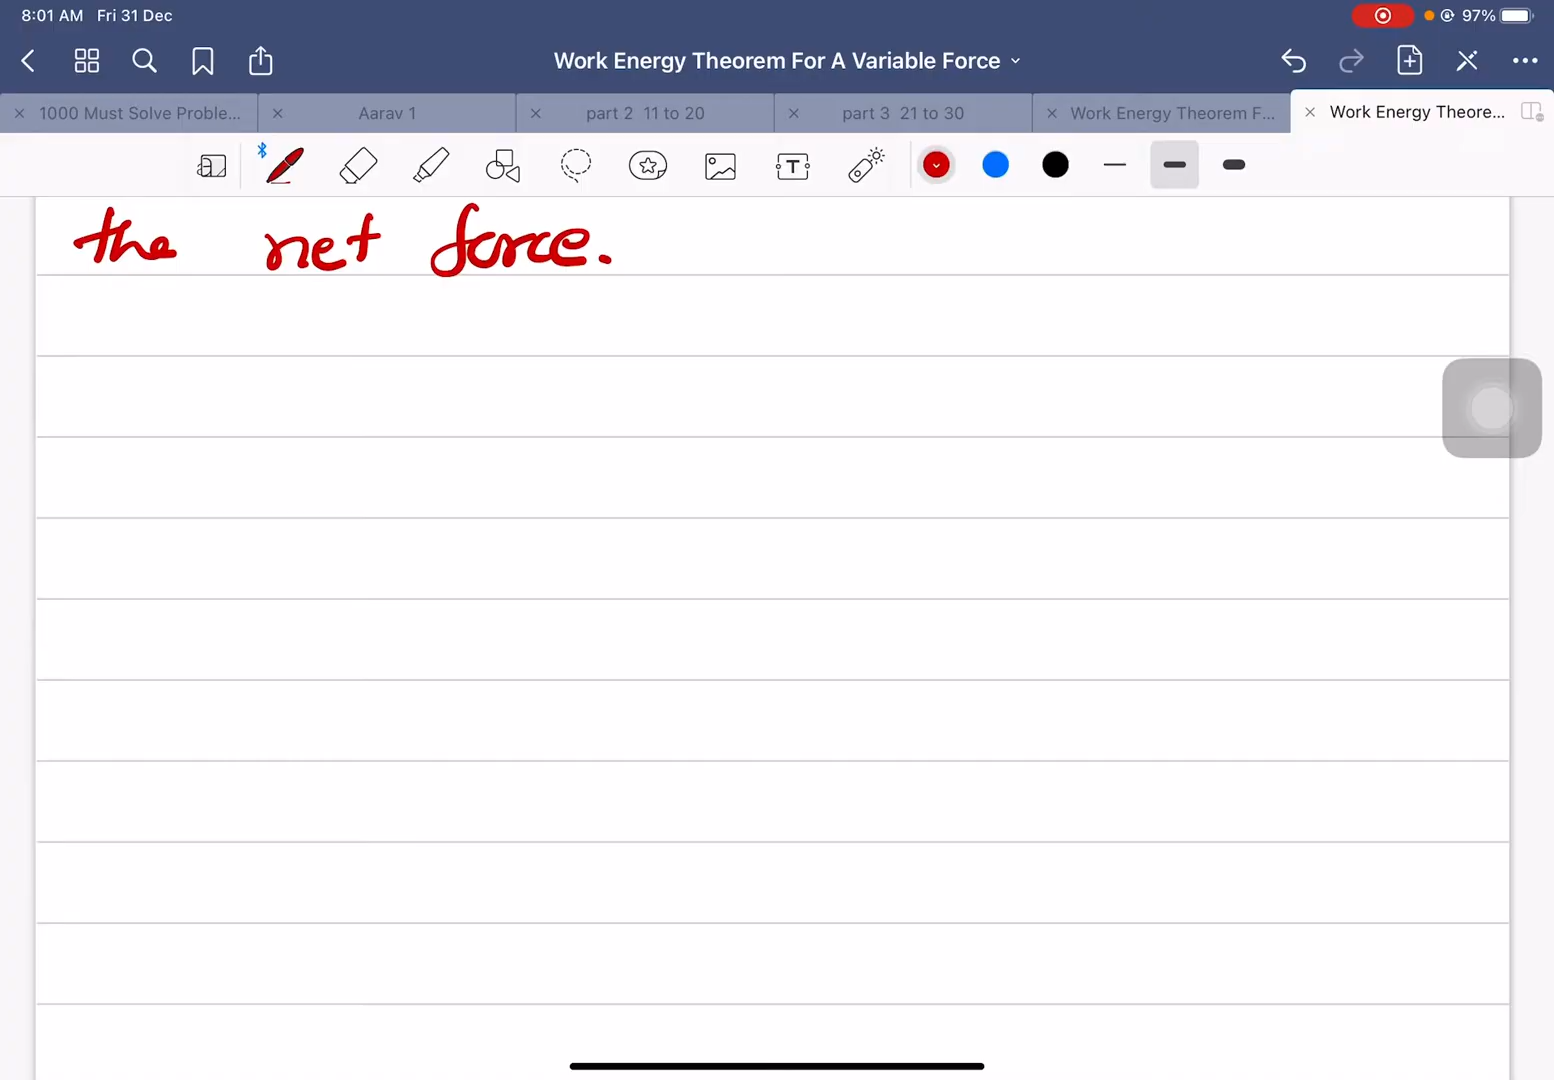 8:01 AM Fri 31 Dec
97%
Work Energy Theorem For A Variable Force
1000 Must Solve Proble...
Aarav 1
part 2 11 to 20
part 3 21 to 30
Work Energy Theorem F...
Work Energy Theore...
the net force.